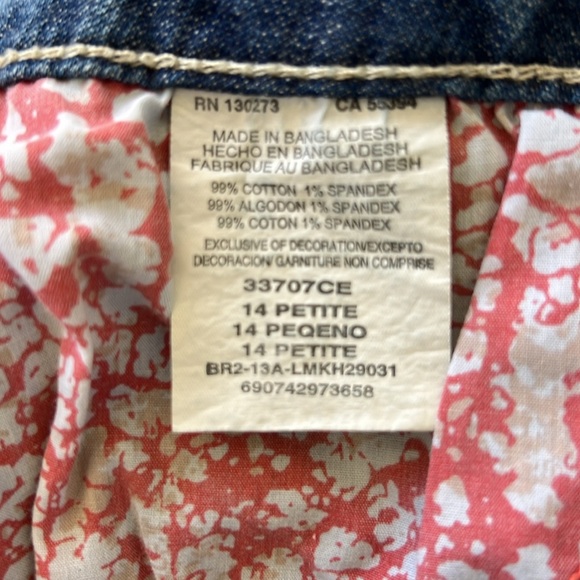 RN 130273 CA 55394
MADE IN BANGLADESH
HECHO EN BANGLADESH
FABRIQUE AU BANGLADESH
99% COTTON 1% SPANDEX
99% ALGODON 1% SPANDEX
99% COTON 1% SPANDEX
EXCLUSIVE OF DECORATION/EXCEPTO
DECORACION/GARNITURE NON COMPRISE
33707CE
14 PETITE
14 PEQENO
14 PETITE
BR2-13A-LMKH29031
690742973658